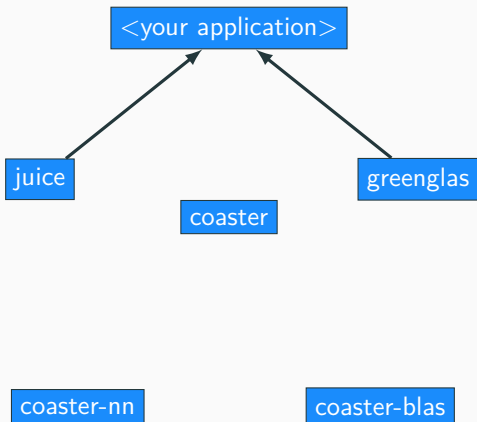 <your application>
juice
greenglas
coaster
coaster-nn
coaster-blas